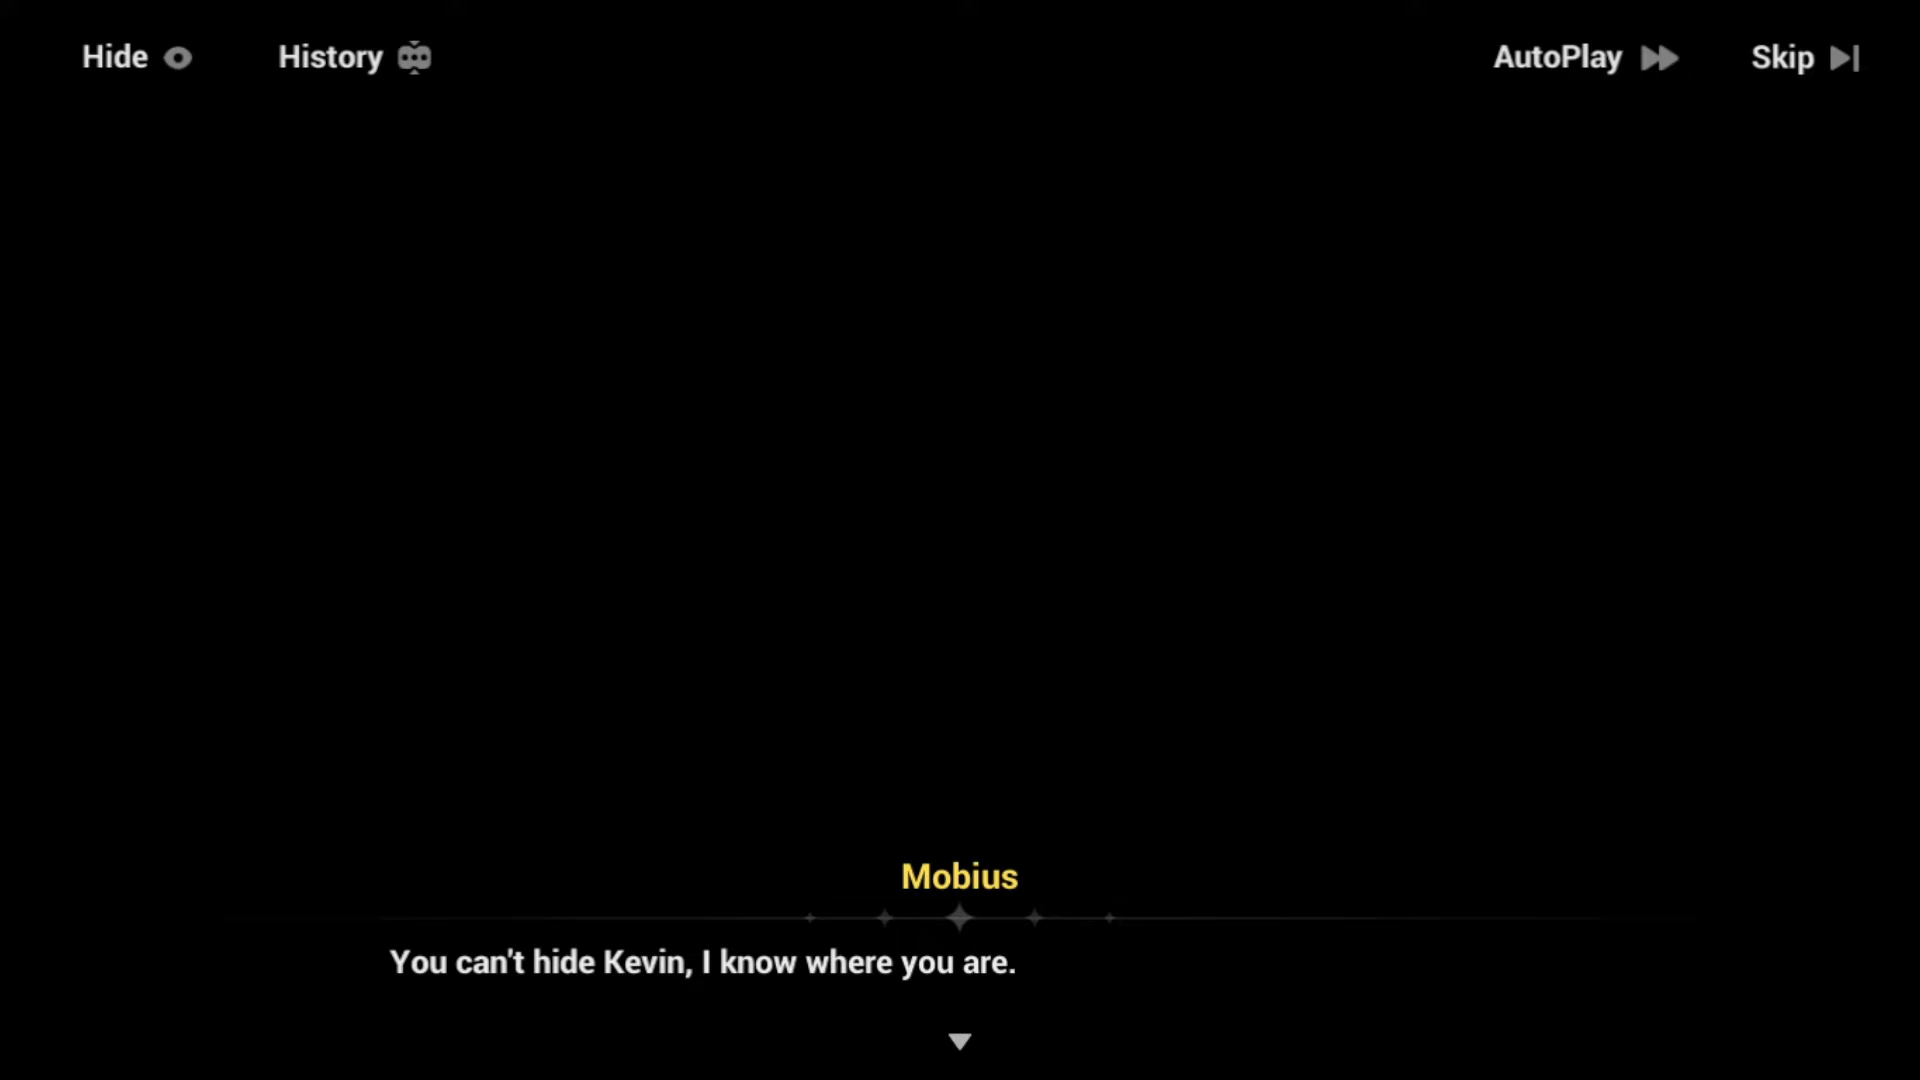 Hide
History
AutoPlay
Skip
Mobius
You can't hide Kevin, I know where you are.